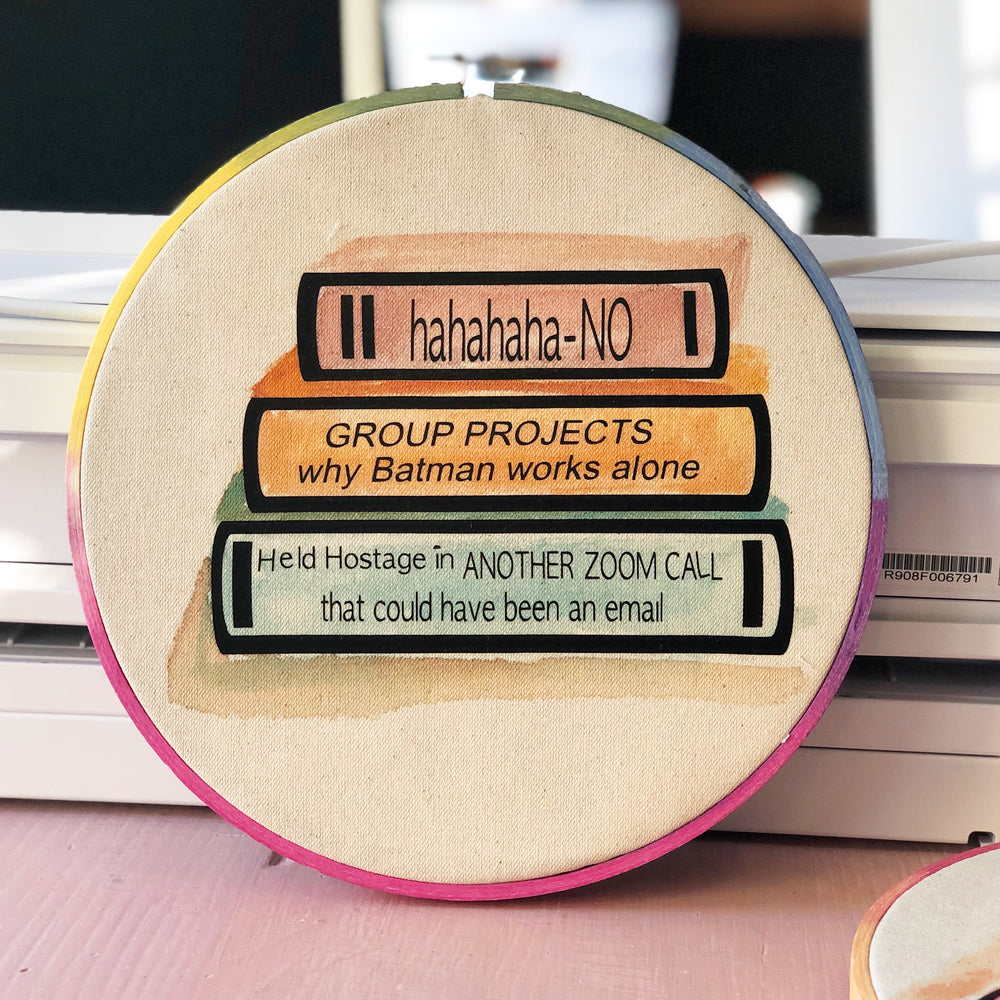 hahahaha-NO
GROUP PROJECTS
why Batman works alone
Held Hostage in ANOTHER ZOOM CALL
that could have been an email
R908F006791